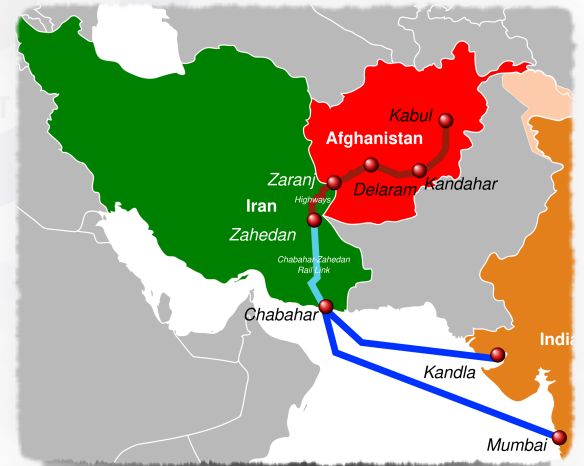 Kabul
Afghanistan
Zaranj
Delaram
Kandahar
Highways
Iran
Zahedan
Chabahar-Zahedan
Rail Link
Chabahar
India
Kandla
Mumbai